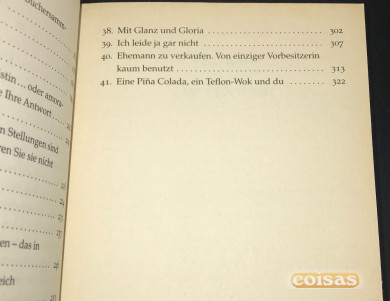 38. Mit Glanz und Gloria 302
39. Ich leide ja gar nicht 307
40. Ehemann zu verkaufen. Von einziger Vorbesitzerin
kaum benutzt 313
41. Eine Piña Colada, ein Teflon-Wok und du 322
stin ... oder amor-
e Ihre Antwort
n Stellungen sind
ren Sie sie nicht
en – das in
eich
coisas